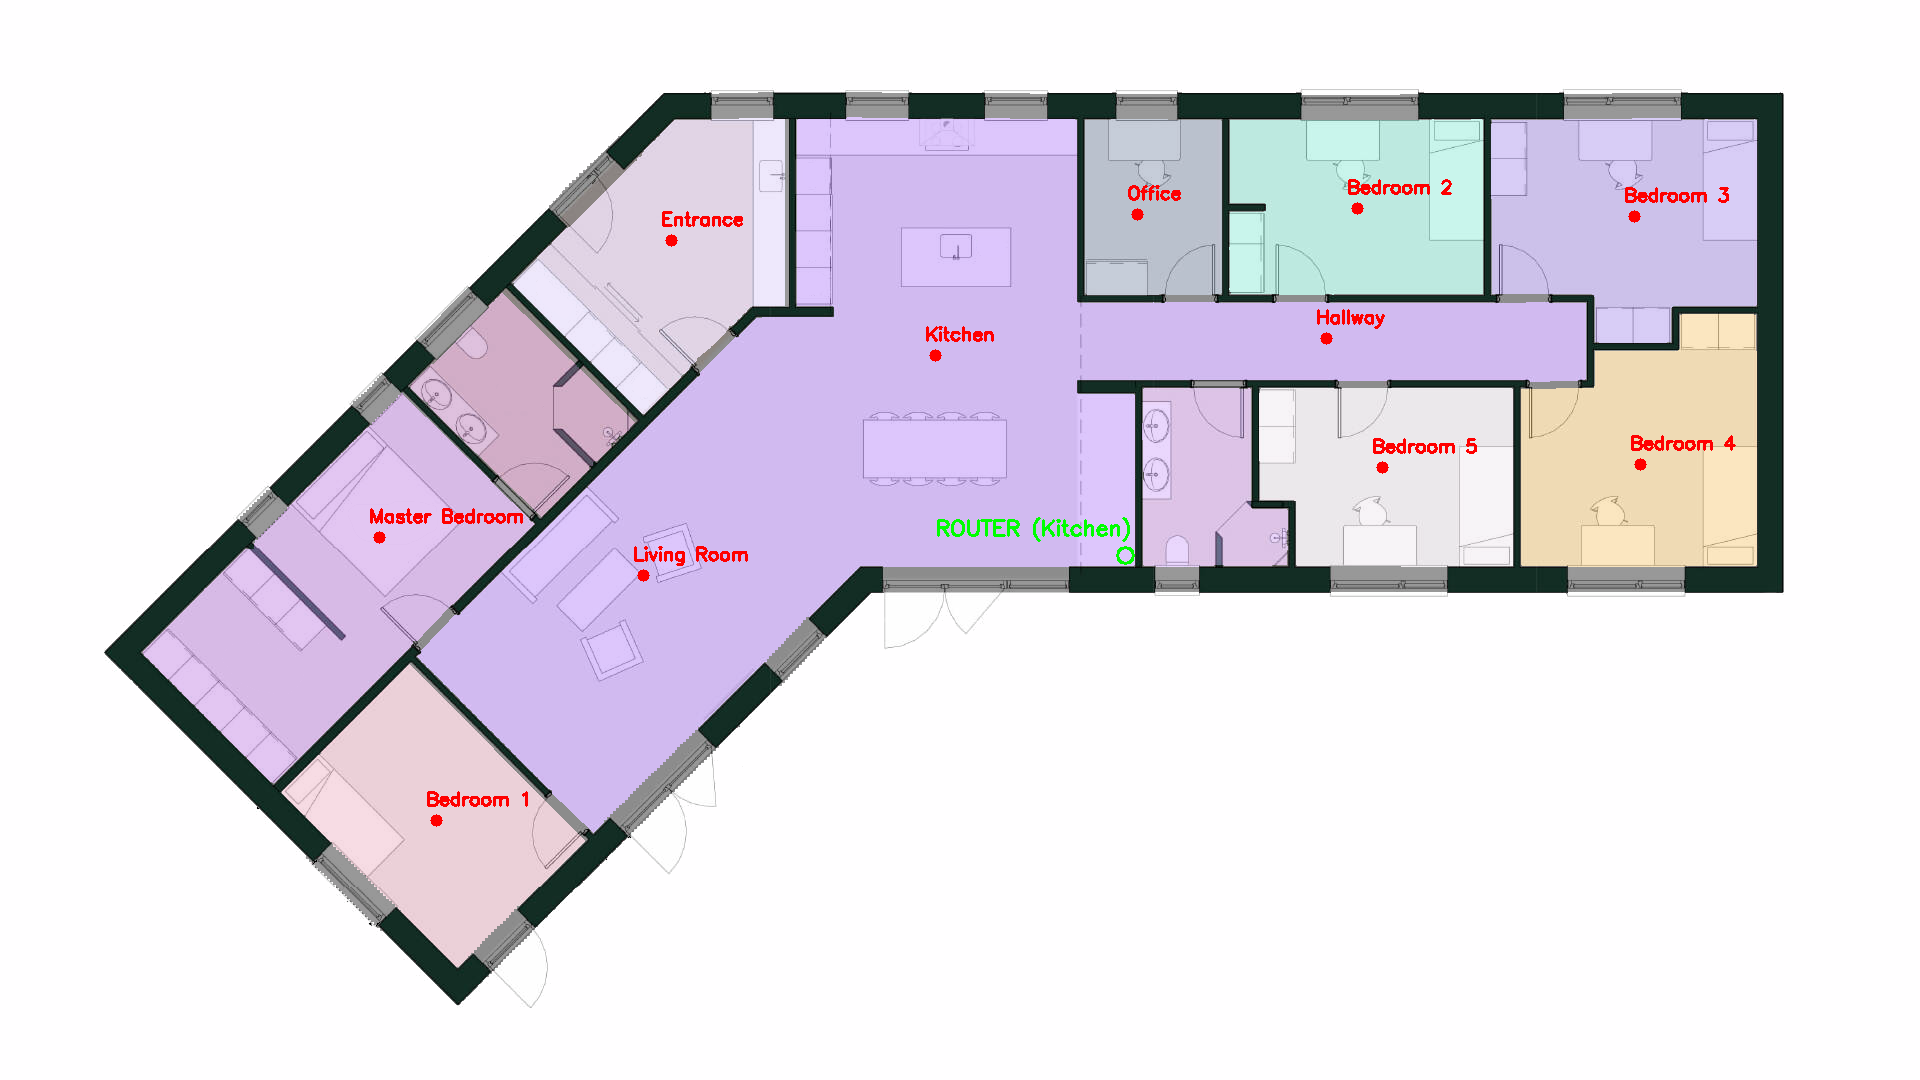 Office
Bedroom 2
Bedroom 3
Entrance
Hallway
Kitchen
Bedroom 5
Bedroom 4
Master Bedroom
ROUTER (Kitchen)
Living Room
Bedroom 1